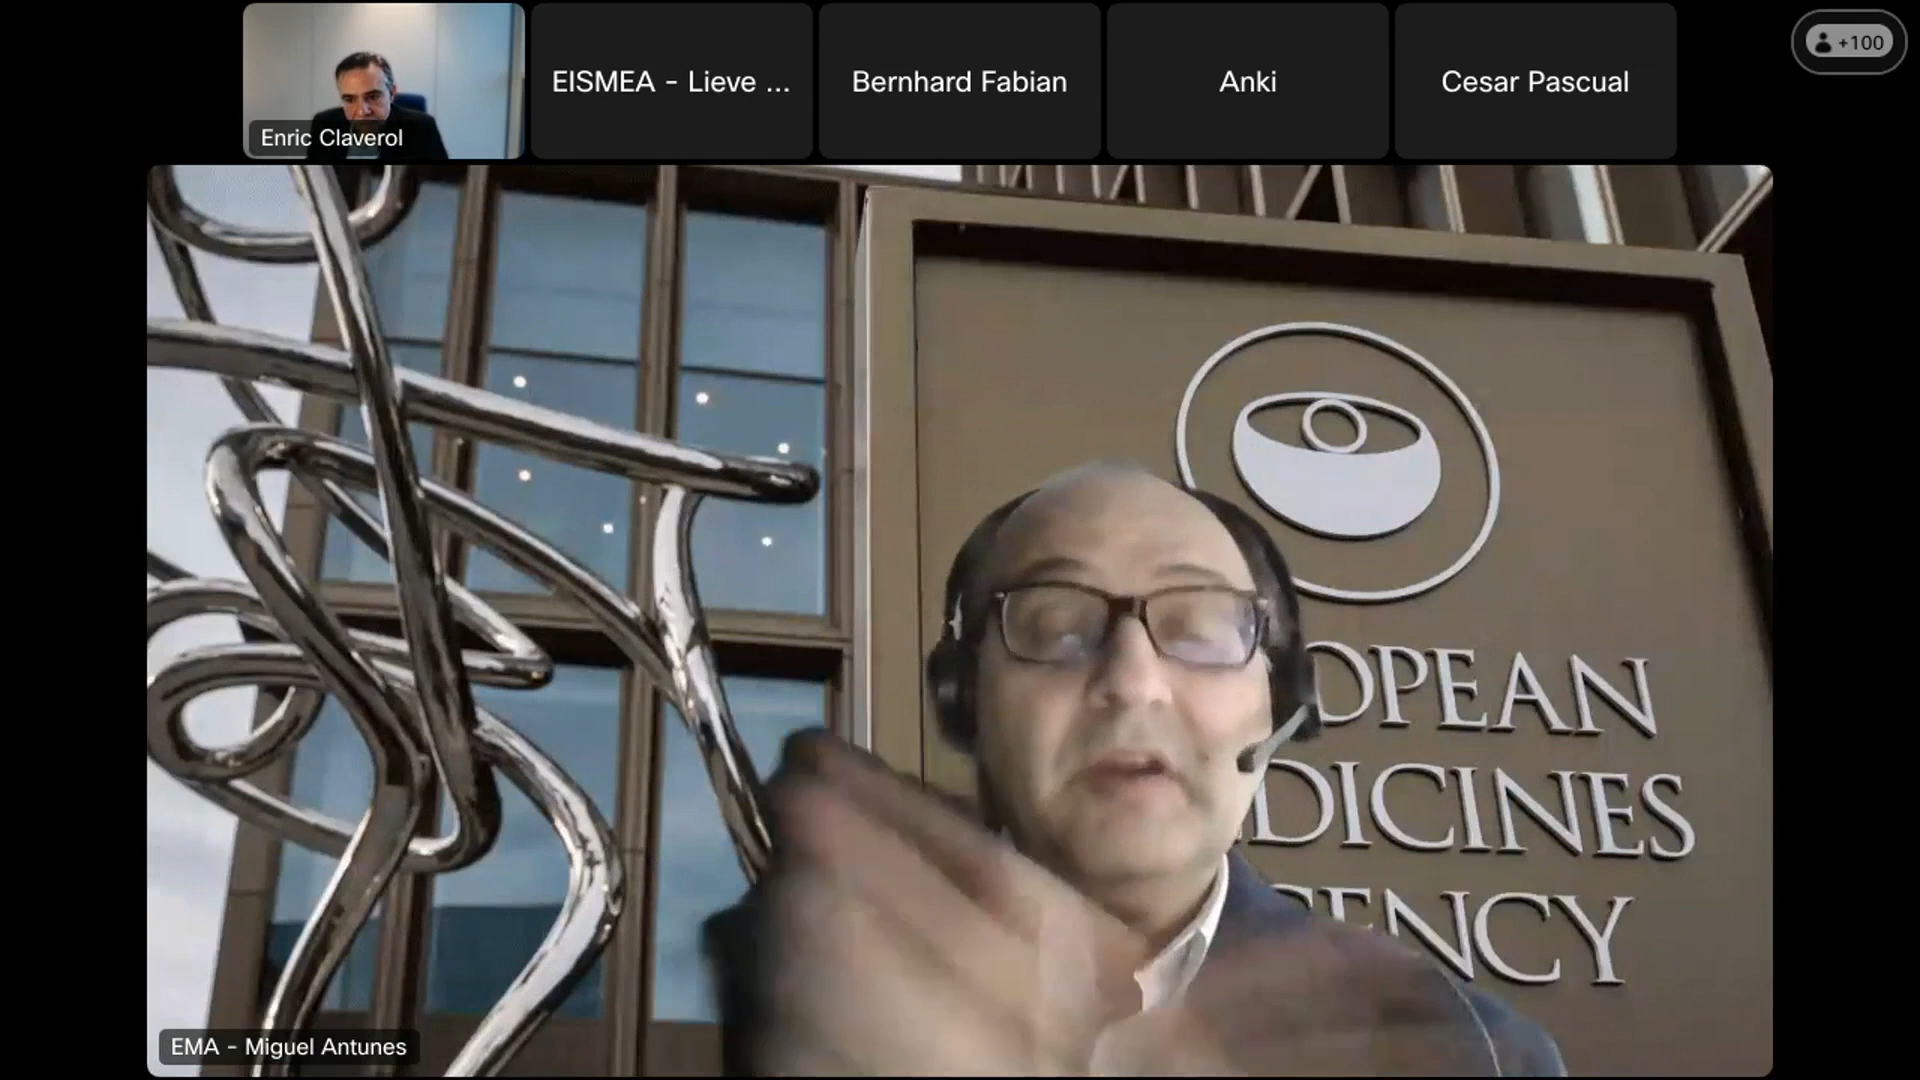 Enric Claverol
EISMEA - Lieve ...
Bernhard Fabian
Anki
Cesar Pascual
+100
OPEAN
DICINES
ENCY
EMA - Miguel Antunes